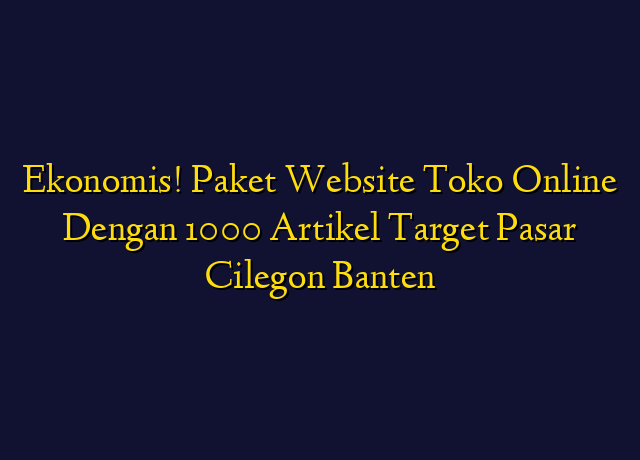 Ekonomis! Paket Website Toko Online
Dengan 1000 Artikel Target Pasar
Cilegon Banten